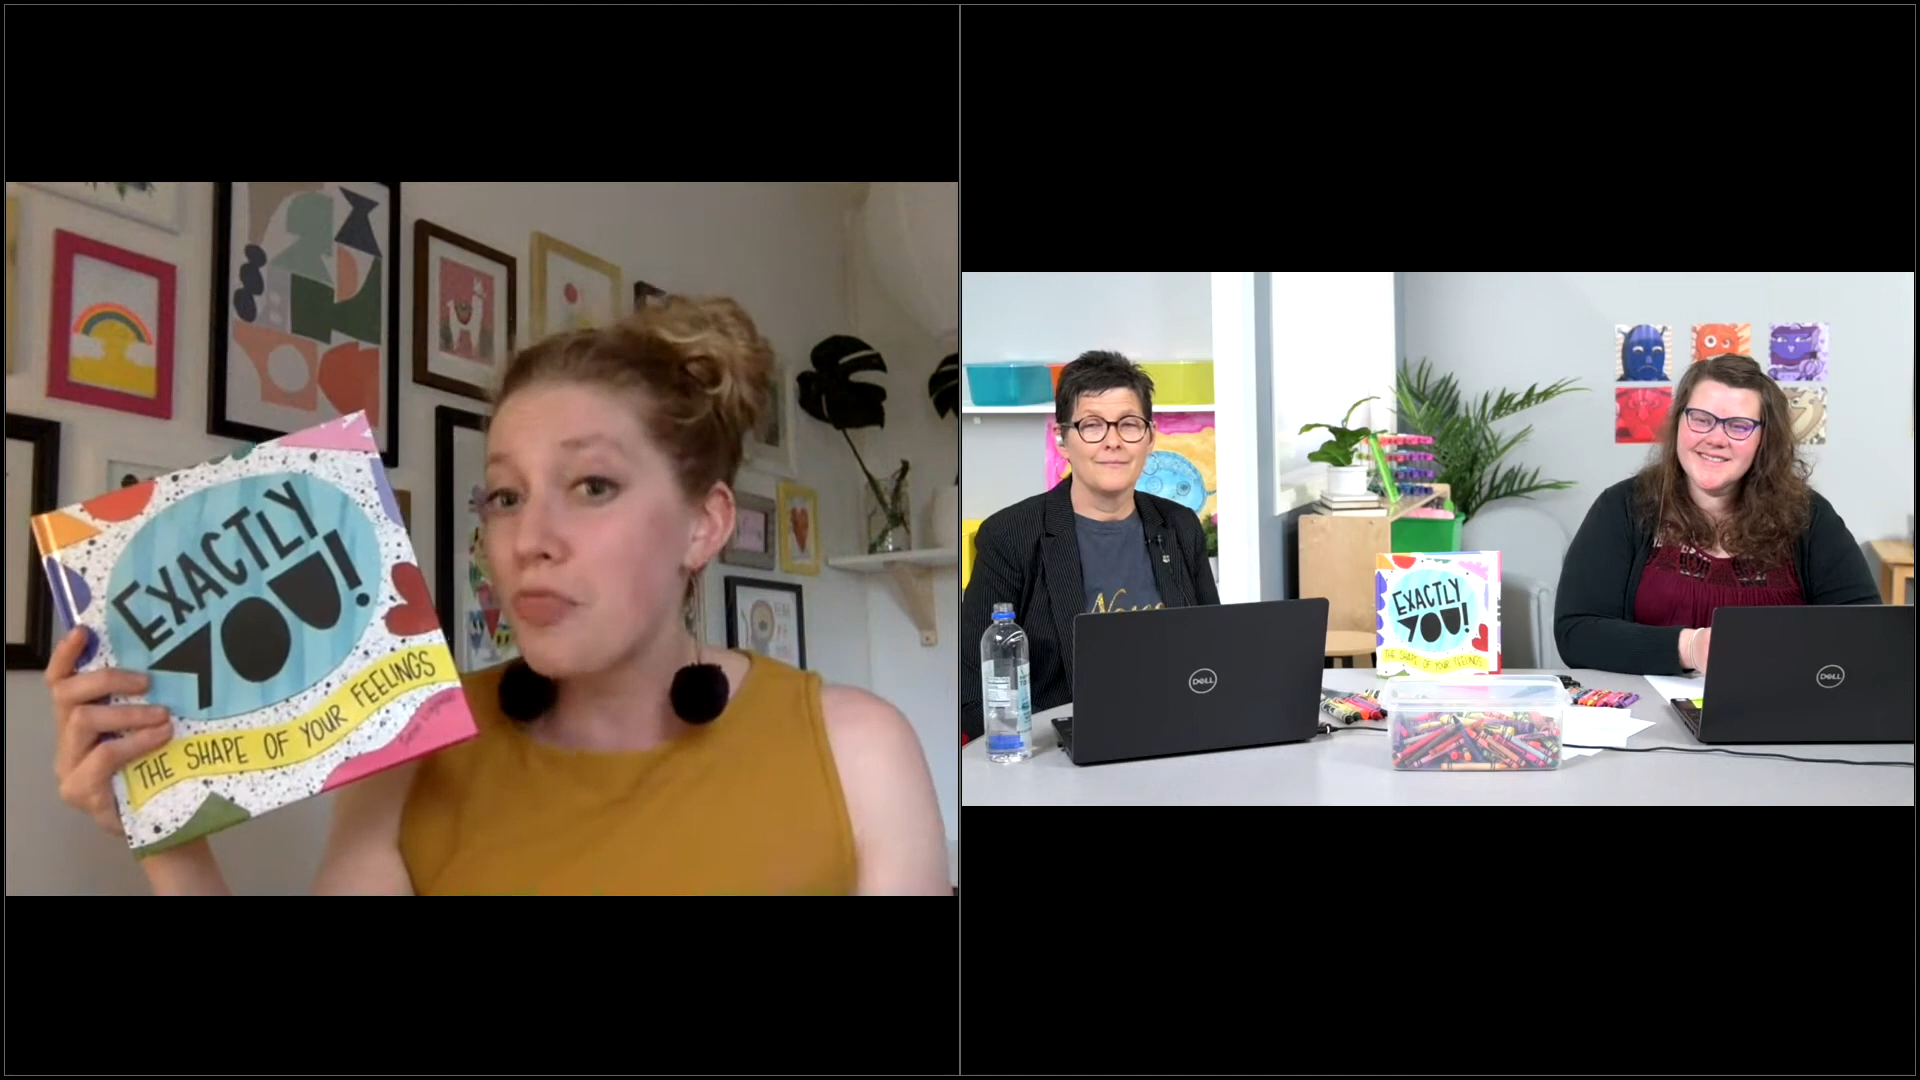 EXACTLY
YOU!
THE SHAPE OF YOUR FEELINGS
EXACTLY
YOU!
THE SHAPE OF YOUR FEELINGS
DELL
DELL